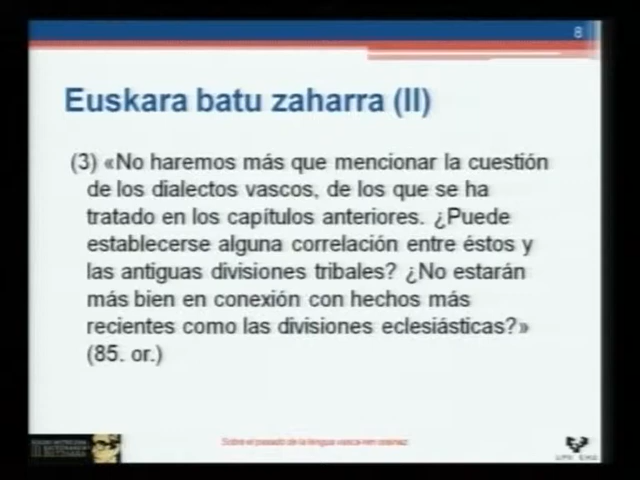 8
Euskara batu zaharra (II)
(3) «No haremos más que mencionar la cuestión
de los dialectos vascos, de los que se ha
tratado en los capítulos anteriores. ¿Puede
establecerse alguna correlación entre éstos y
las antiguas divisiones tribales? ¿No estarán
más bien en conexión con hechos más
recientes como las divisiones eclesiásticas?»
(85. or.)
Sobre el pasado de la lengua vasca-ren